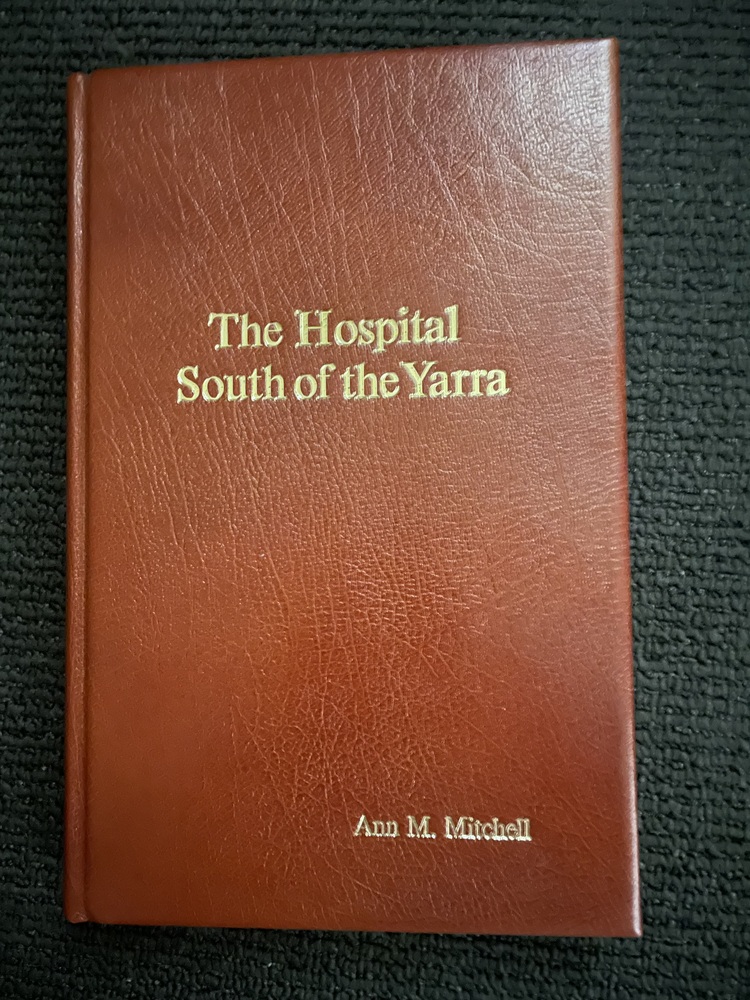 The Hospital
South of the Yarra
Ann M. Mitchell